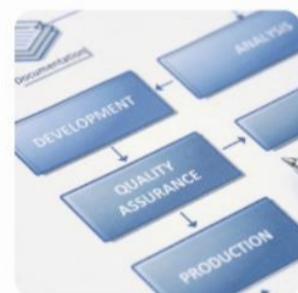 ANALYSIS
Documentation
DEVELOPMENT
QUALITY
ASSURANCE
PRODUCTION